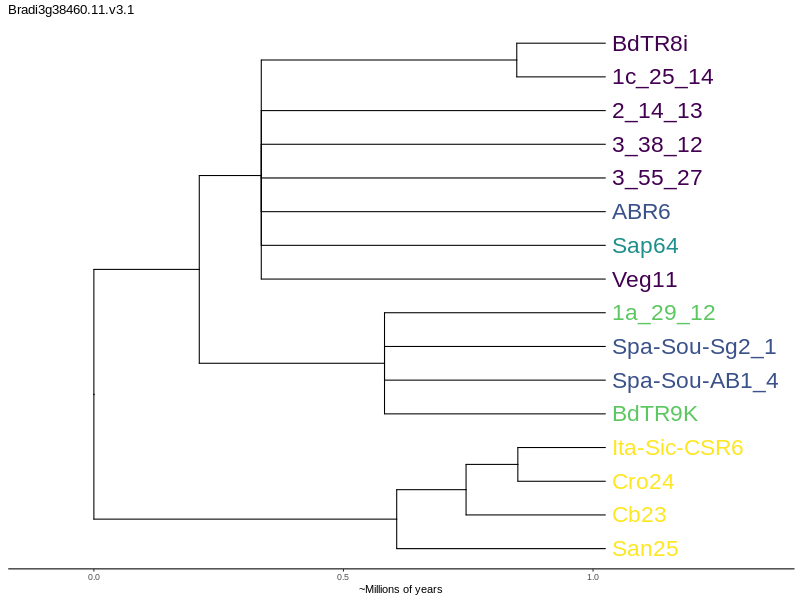 Bradi3g38460.11.v3.1
BdTR8i
1c_25_14
2_14_13
3_38_12
3_55_27
ABR6
Sap64
Veg11
1a_29_12
Spa-Sou-Sg2_1
Spa-Sou-AB1_4
BdTR9K
Ita-Sic-CSR6
Cro24
Cb23
San25
0.0 0.5 1.0
~Millions of years